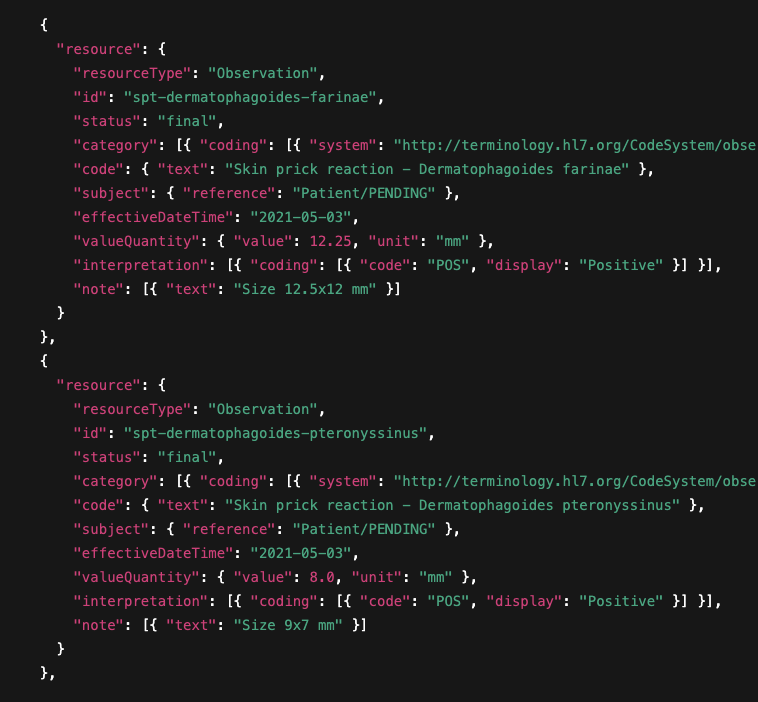 {
"resource": {
"resourceType": "Observation",
"id": "spt-dermatophagoides-farinae",
"status": "final",
"category": [{ "coding": [{ "system": "http://terminology.hl7.org/CodeSystem/obse
"code": { "text": "Skin prick reaction – Dermatophagoides farinae" },
"subject": { "reference": "Patient/PENDING" },
"effectiveDateTime": "2021-05-03",
"valueQuantity": { "value": 12.25, "unit": "mm" },
"interpretation": [{ "coding": [{ "code": "POS", "display": "Positive" }] }],
"note": [{ "text": "Size 12.5x12 mm" }]
}
},
{
"resource": {
"resourceType": "Observation",
"id": "spt-dermatophagoides-pteronyssinus",
"status": "final",
"category": [{ "coding": [{ "system": "http://terminology.hl7.org/CodeSystem/obse
"code": { "text": "Skin prick reaction – Dermatophagoides pteronyssinus" },
"subject": { "reference": "Patient/PENDING" },
"effectiveDateTime": "2021-05-03",
"valueQuantity": { "value": 8.0, "unit": "mm" },
"interpretation": [{ "coding": [{ "code": "POS", "display": "Positive" }] }],
"note": [{ "text": "Size 9x7 mm" }]
}
},